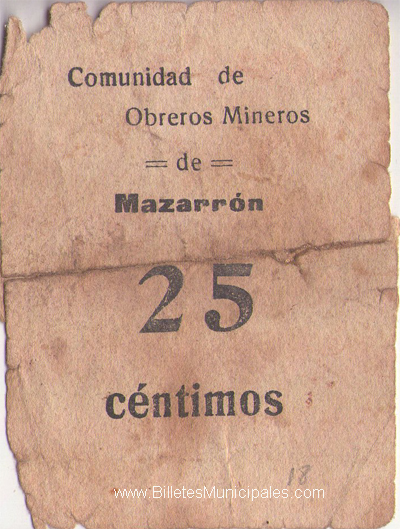 Comunidad de
Obreros Mineros
= de =
Mazarrón
25
céntimos
18
www.BilletesMunicipales.com